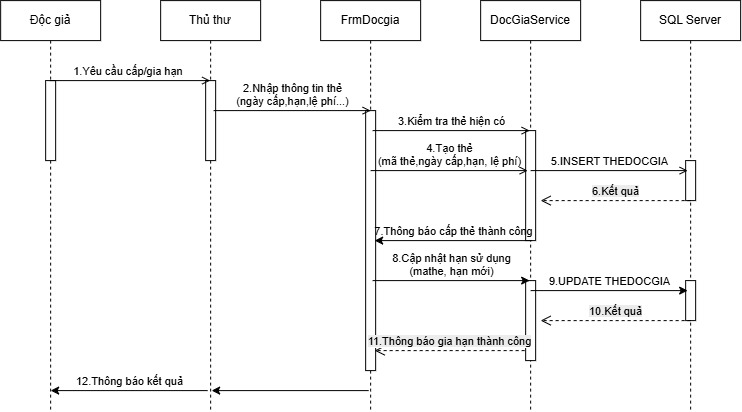 Độc giả
Thủ thư
FrmDocgia
DocGiaService
SQL Server
1.Yêu cầu cấp/gia hạn
2.Nhập thông tin thẻ
(ngày cấp,hạn,lệ phí...)
3.Kiểm tra thẻ hiện có
4.Tạo thẻ
(mã thẻ,ngày cấp,hạn, lệ phí)
5.INSERT THEDOCGIA
6.Kết quả
7.Thông báo cấp thẻ thành công
8.Cập nhật hạn sử dụng
(mathe, hạn mới)
9.UPDATE THEDOCGIA
10.Kết quả
11.Thông báo gia hạn thành công
12.Thông báo kết quả